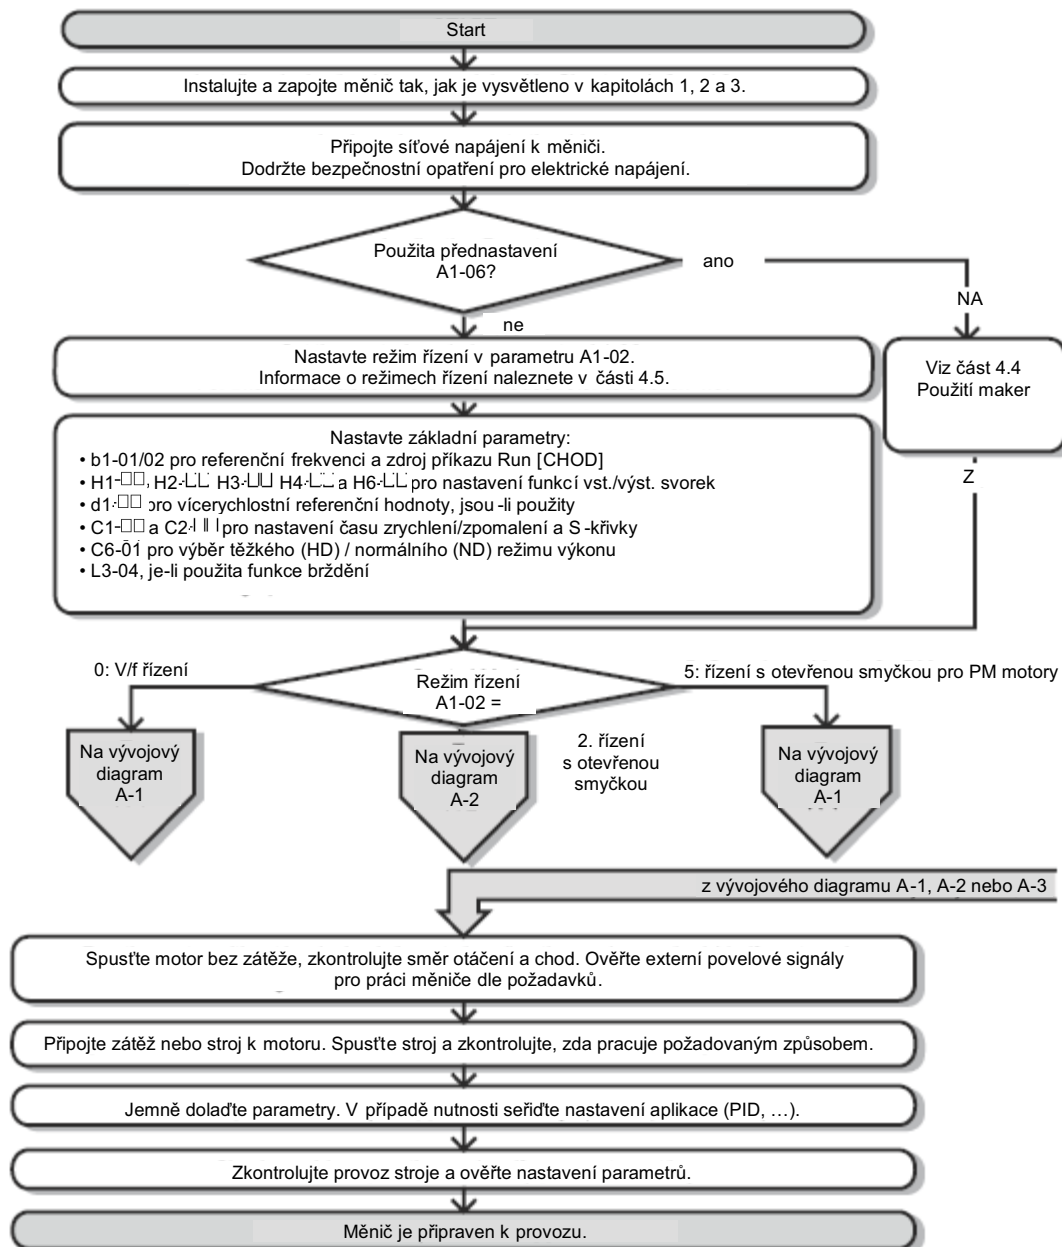 Start
Instalujte a zapojte měnič tak, jak je vysvětleno v kapitolách 1, 2 a 3.
Připojte síťové napájení k měniči.
Dodržte bezpečnostní opatření pro elektrické napájení.
Použita přednastavení
A1-06?
ano
NA
ne
Nastavte režim řízení v parametru A1-02.
Informace o režimech řízení naleznete v části 4.5.
Viz část 4.4
Použití maker
Z
Nastavte základní parametry:
• b1-01/02 pro referenční frekvenci a zdroj příkazu Run [CHOD]
• H1-□□, H2-□□ H3-□□ H4-□□ a H6-□□ pro nastavení funkcí vst./výst. svorek
• d1-□□ pro vícerychlostní referenční hodnoty, jsou-li použity
• C1-□□ a C2-□□ pro nastavení času zrychlení/zpomalení a S-křivky
• C6-01 pro výběr těžkého (HD) / normálního (ND) režimu výkonu
• L3-04, je-li použita funkce brždění
0: V/f řízení
Režim řízení
A1-02 =
5: řízení s otevřenou smyčkou pro PM motory
Na vývojový
diagram
A-1
Na vývojový
diagram
A-2
2. řízení
s otevřenou
smyčkou
Na vývojový
diagram
A-1
z vývojového diagramu A-1, A-2 nebo A-3
Spusťte motor bez zátěže, zkontrolujte směr otáčení a chod. Ověřte externí povelové signály
pro práci měniče dle požadavků.
Připojte zátěž nebo stroj k motoru. Spusťte stroj a zkontrolujte, zda pracuje požadovaným způsobem.
Jemně dolaďte parametry. V případě nutnosti seřiďte nastavení aplikace (PID, …).
Zkontrolujte provoz stroje a ověřte nastavení parametrů.
Měnič je připraven k provozu.